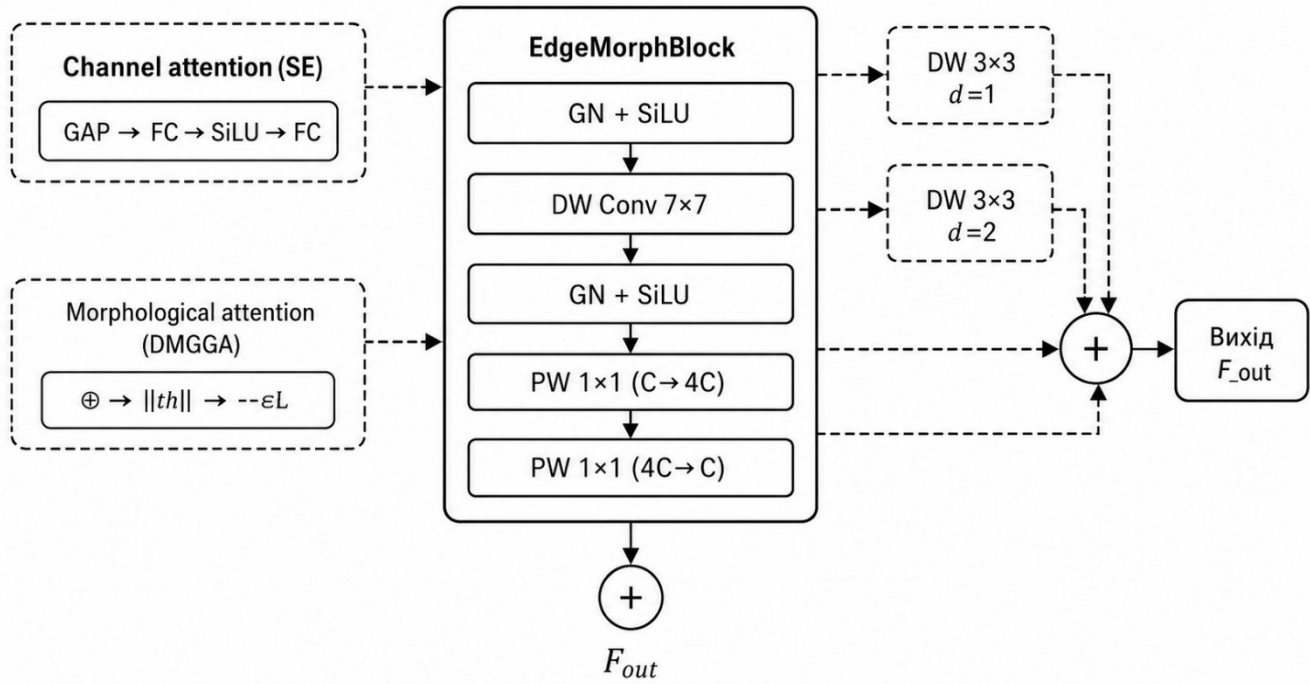 Channel attention (SE)
GAP → FC → SiLU → FC
Morphological attention
(DMGGA)
⊕ → ||th|| → --εL
EdgeMorphBlock
GN + SiLU
DW Conv 7×7
GN + SiLU
PW 1×1 (C→4C)
PW 1×1 (4C→C)
+
F_out
DW 3×3
d=1
DW 3×3
d=2
+
Вихід
F_out